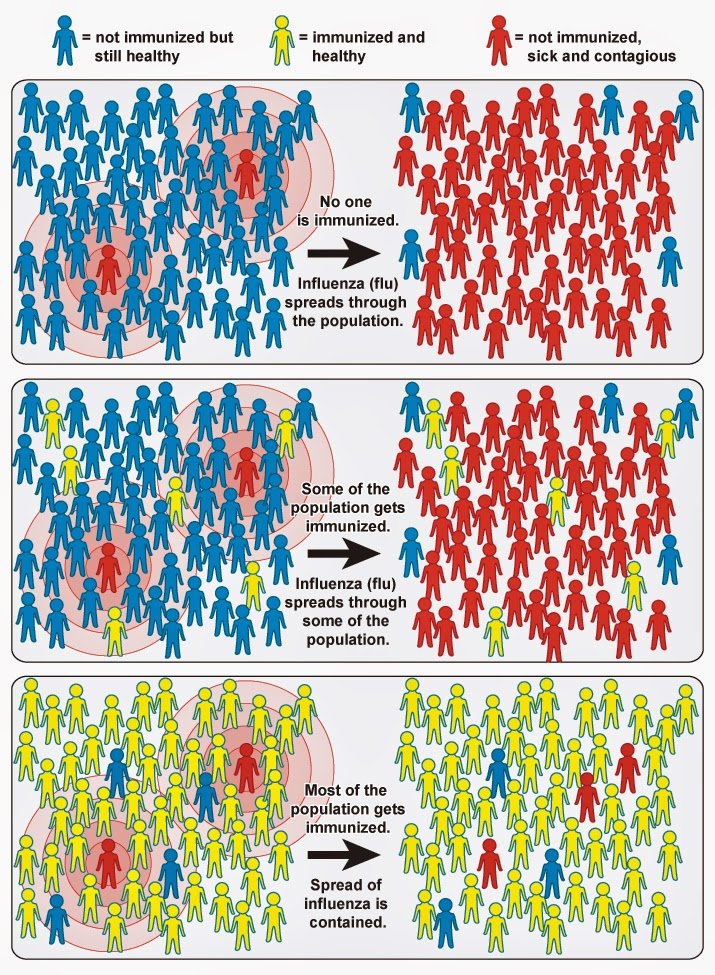 = not immunized but
still healthy
= immunized and
healthy
= not immunized,
sick and contagious
No one
is immunized.
Influenza (flu)
spreads through
the population.
Some of the
population gets
immunized.
Influenza (flu)
spreads through
some of the
population.
Most of the
population gets
immunized.
Spread of
influenza is
contained.